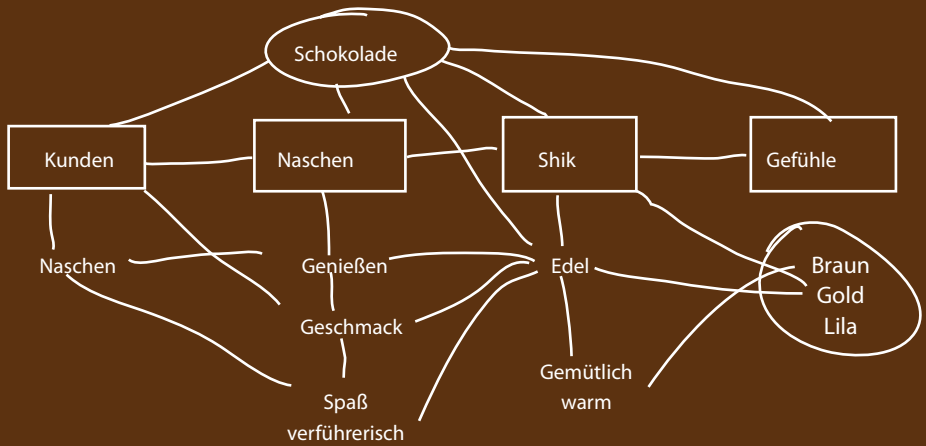 Schokolade
Kunden
Naschen
Shik
Gefühle
Naschen
Genießen
Edel
Braun
Gold
Lila
Geschmack
Gemütlich
warm
Spaß
verführerisch